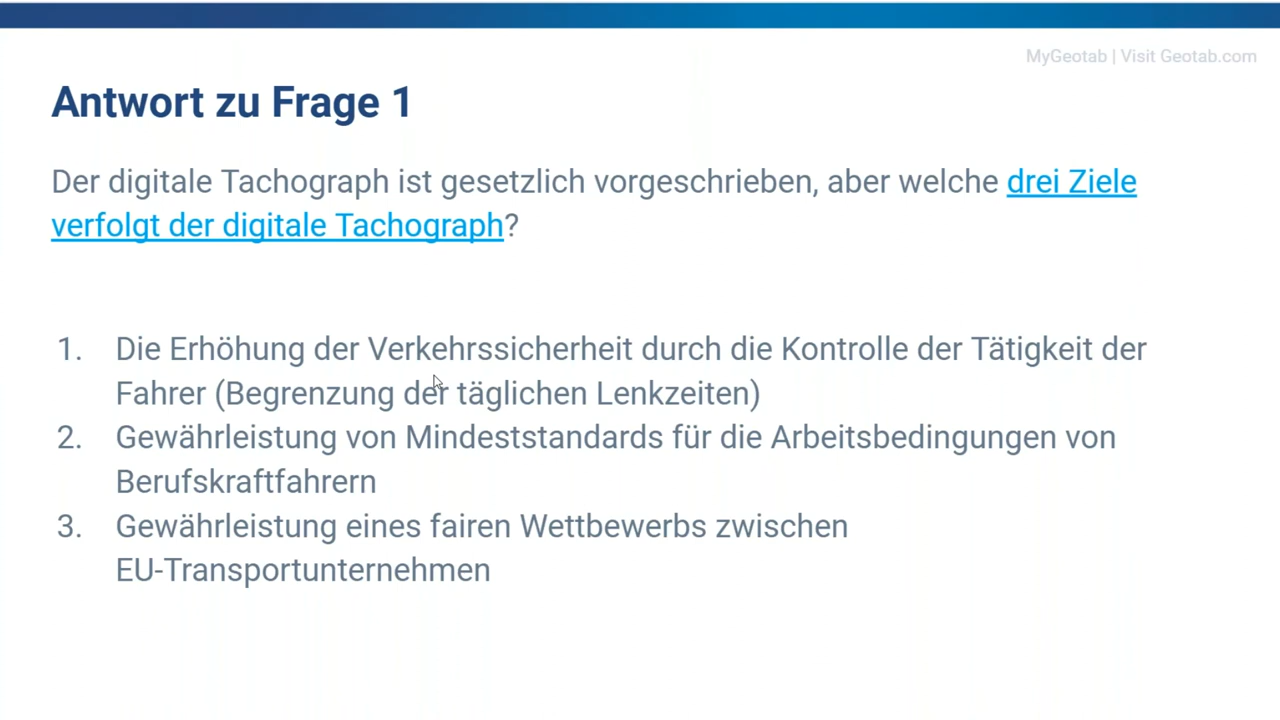 MyGeotab | Visit Geotab.com
Antwort zu Frage 1
Der digitale Tachograph ist gesetzlich vorgeschrieben, aber welche drei Ziele
verfolgt der digitale Tachograph?
1. Die Erhöhung der Verkehrssicherheit durch die Kontrolle der Tätigkeit der
Fahrer (Begrenzung der täglichen Lenkzeiten)
2. Gewährleistung von Mindeststandards für die Arbeitsbedingungen von
Berufskraftfahrern
3. Gewährleistung eines fairen Wettbewerbs zwischen
EU-Transportunternehmen